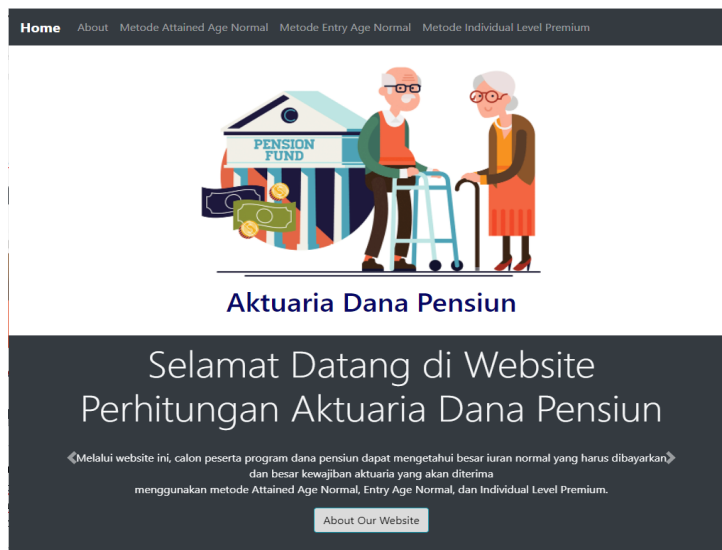 Home About Metode Attained Age Normal Metode Entry Age Normal Metode Individual Level Premium
PENSION
FUND
Aktuaria Dana Pensiun
Selamat Datang di Website
Perhitungan Aktuaria Dana Pensiun
Melalui website ini, calon peserta program dana pensiun dapat mengetahui besar iuran normal yang harus dibayarkan
dan besar kewajiban aktuaria yang akan diterima
menggunakan metode Attained Age Normal, Entry Age Normal, dan Individual Level Premium.
About Our Website